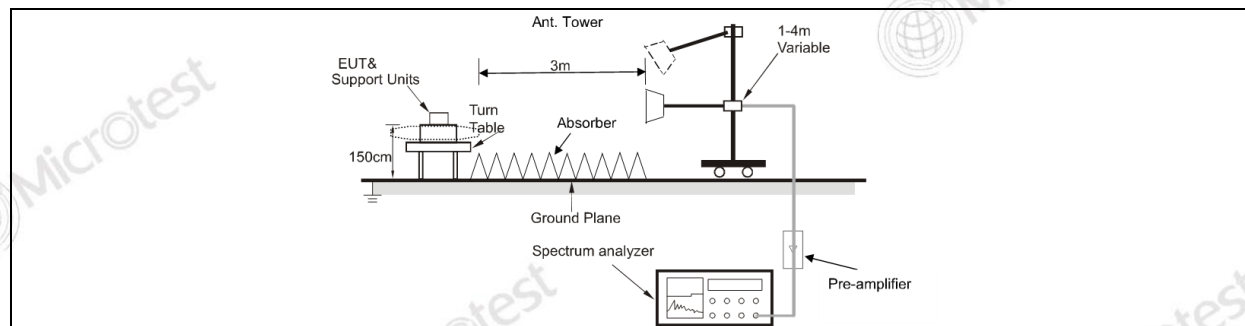 Ant. Tower
1-4m
Variable
3m
EUT&
Support Units
Turn
Table
Absorber
150cm
Ground Plane
Spectrum analyzer
Pre-amplifier
Microtest
Microtest